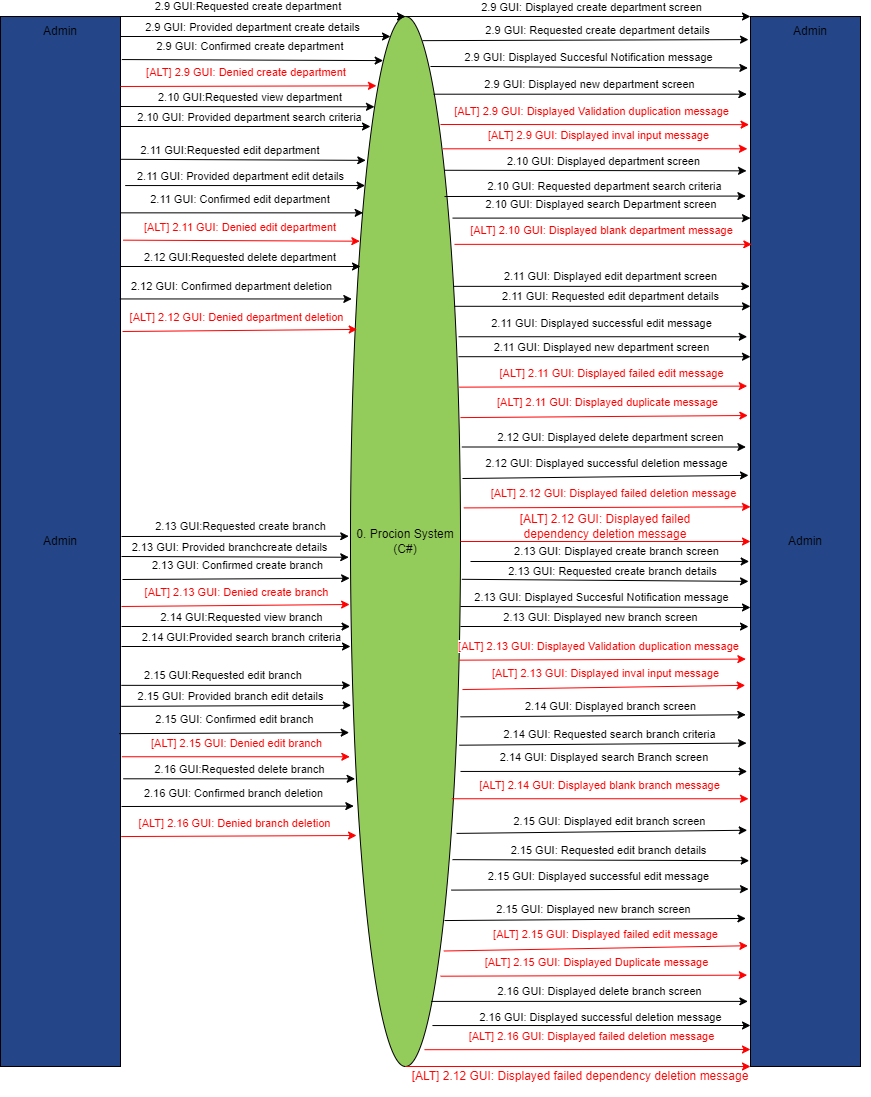 2.9 GUI:Requested create department
Admin
2.9 GUI: Provided department create details
2.9 GUI: Confirmed create department
[ALT] 2.9 GUI: Denied create department
2.10 GUI:Requested view department
2.10 GUI: Provided department search criteria
2.11 GUI:Requested edit department
2.11 GUI: Provided department edit details
2.11 GUI: Confirmed edit department
[ALT] 2.11 GUI: Denied edit department
2.12 GUI:Requested delete department
2.12 GUI: Confirmed department deletion
[ALT] 2.12 GUI: Denied department deletion
Admin
2.13 GUI:Requested create branch
2.13 GUI: Provided branchcreate details
2.13 GUI: Confirmed create branch
[ALT] 2.13 GUI: Denied create branch
2.14 GUI:Requested view branch
2.14 GUI:Provided search branch criteria
2.15 GUI:Requested edit branch
2.15 GUI: Provided branch edit details
2.15 GUI: Confirmed edit branch
[ALT] 2.15 GUI: Denied edit branch
2.16 GUI:Requested delete branch
2.16 GUI: Confirmed branch deletion
[ALT] 2.16 GUI: Denied branch deletion
0. Procion System
(C#)
2.9 GUI: Displayed create department screen
Admin
2.9 GUI: Requested create department details
2.9 GUI: Displayed Succesful Notification message
2.9 GUI: Displayed new department screen
[ALT] 2.9 GUI: Displayed Validation duplication message
[ALT] 2.9 GUI: Displayed inval input message
2.10 GUI: Displayed department screen
2.10 GUI: Requested department search criteria
2.10 GUI: Displayed search Department screen
[ALT] 2.10 GUI: Displayed blank department message
2.11 GUI: Displayed edit department screen
2.11 GUI: Requested edit department details
2.11 GUI: Displayed successful edit message
2.11 GUI: Displayed new department screen
[ALT] 2.11 GUI: Displayed failed edit message
[ALT] 2.11 GUI: Displayed duplicate message
2.12 GUI: Displayed delete department screen
2.12 GUI: Displayed successful deletion message
[ALT] 2.12 GUI: Displayed failed deletion message
[ALT] 2.12 GUI: Displayed failed
dependency deletion message
Admin
2.13 GUI: Displayed create branch screen
2.13 GUI: Requested create branch details
2.13 GUI: Displayed Succesful Notification message
2.13 GUI: Displayed new branch screen
[ALT] 2.13 GUI: Displayed Validation duplication message
[ALT] 2.13 GUI: Displayed inval input message
2.14 GUI: Displayed branch screen
2.14 GUI: Requested search branch criteria
2.14 GUI: Displayed search Branch screen
[ALT] 2.14 GUI: Displayed blank branch message
2.15 GUI: Displayed edit branch screen
2.15 GUI: Requested edit branch details
2.15 GUI: Displayed successful edit message
2.15 GUI: Displayed new branch screen
[ALT] 2.15 GUI: Displayed failed edit message
[ALT] 2.15 GUI: Displayed Duplicate message
2.16 GUI: Displayed delete branch screen
2.16 GUI: Displayed successful deletion message
[ALT] 2.16 GUI: Displayed failed deletion message
[ALT] 2.12 GUI: Displayed failed dependency deletion message